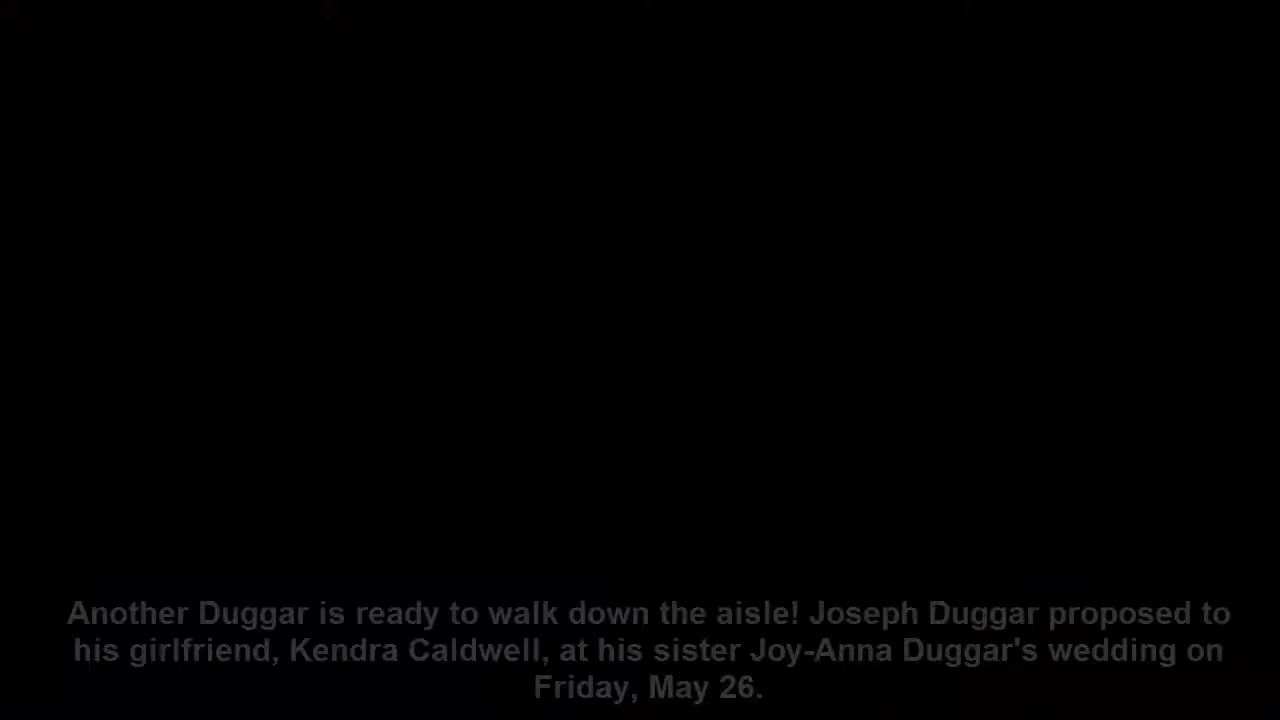 Another Duggar is ready to walk down the aisle! Joseph Duggar proposed to
his girlfriend, Kendra Caldwell, at his sister Joy-Anna Duggar's wedding on
Friday, May 26.